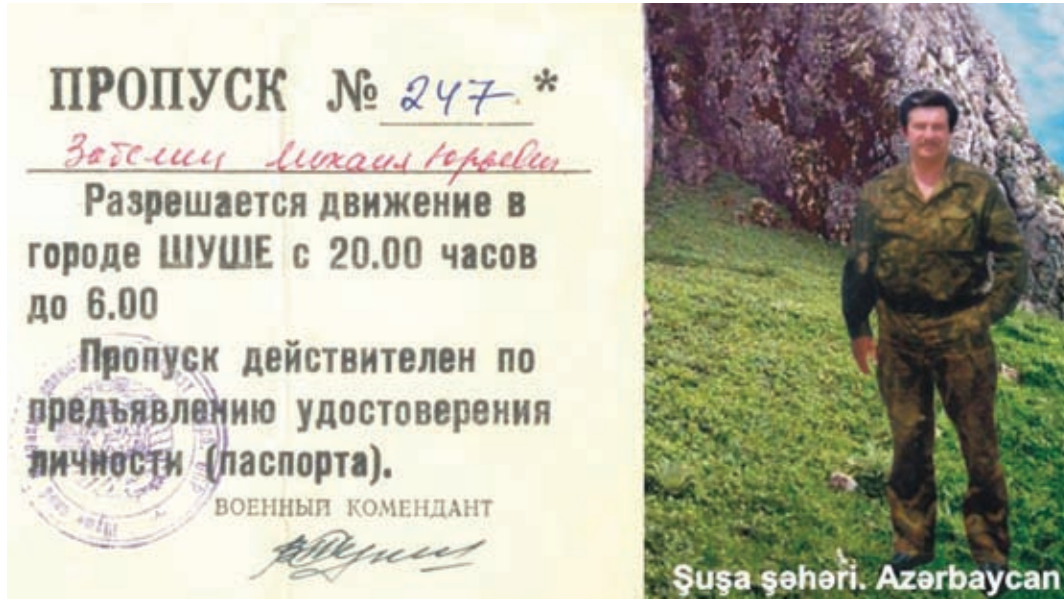 ПРОПУСК № 247 *
Михаил Юрьевич
Разрешается движение в
городе ШУШЕ с 20.00 часов
до 6.00
Пропуск действителен по
предъявлению удостоверения
личности (паспорта).
ВОЕННЫЙ КОМЕНДАНТ
Şuşa şəhəri. Azərbaycan